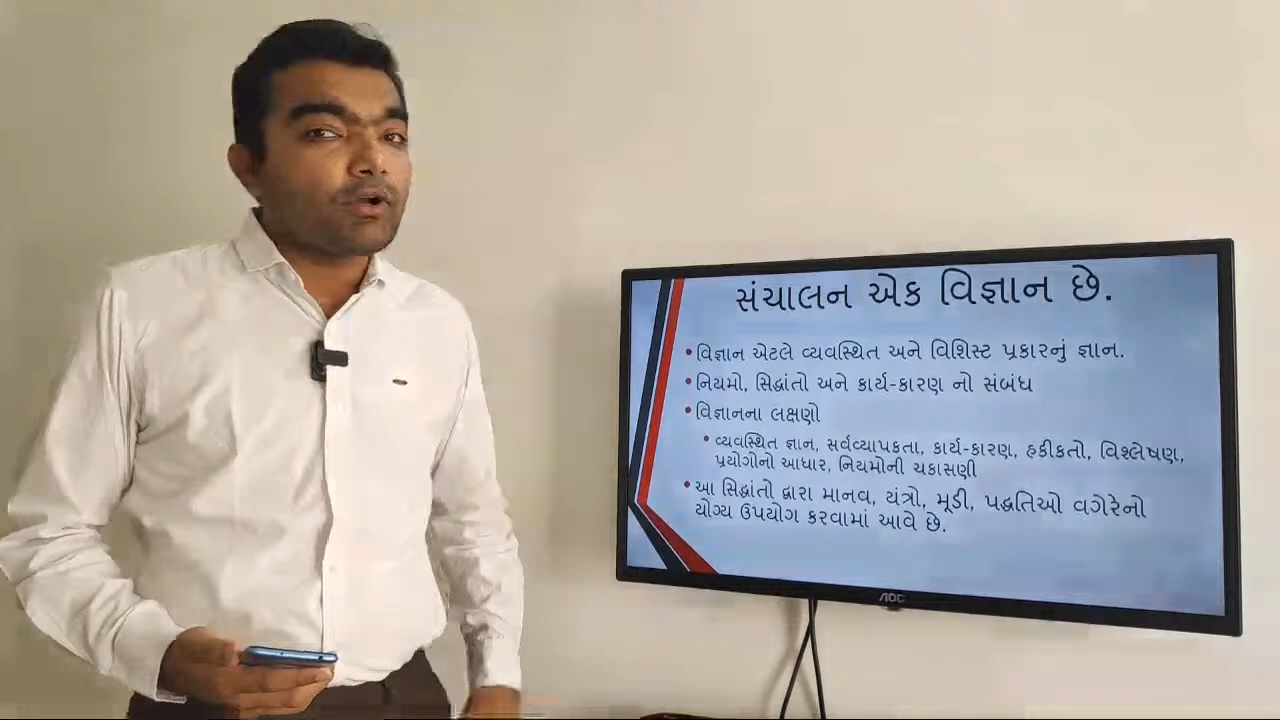 સંચાલન એક વિજ્ઞાન છે.
•વિજ્ઞાન એટલે વ્યવસ્થિત અને વિશિસ્ટ પ્રકારનું જ્ઞાન.
•નિયમો, સિદ્ધાંતો અને કાર્ય-કારણ નો સંબંધ
•વિજ્ઞાનના લક્ષણો
•વ્યવસ્થિત જ્ઞાન, સર્વવ્યાપકતા, કાર્ય-કારણ, હકીકતો, વિશ્લેષણ,
પ્રયોગોનો આધાર, નિયમોની ચકાસણી
•આ સિદ્ધાંતો દ્વારા માનવ, યંત્રો, મૂડી, પદ્ધતિઓ વગેરેનો
યોગ્ય ઉપયોગ કરવામાં આવે છે.
AOC